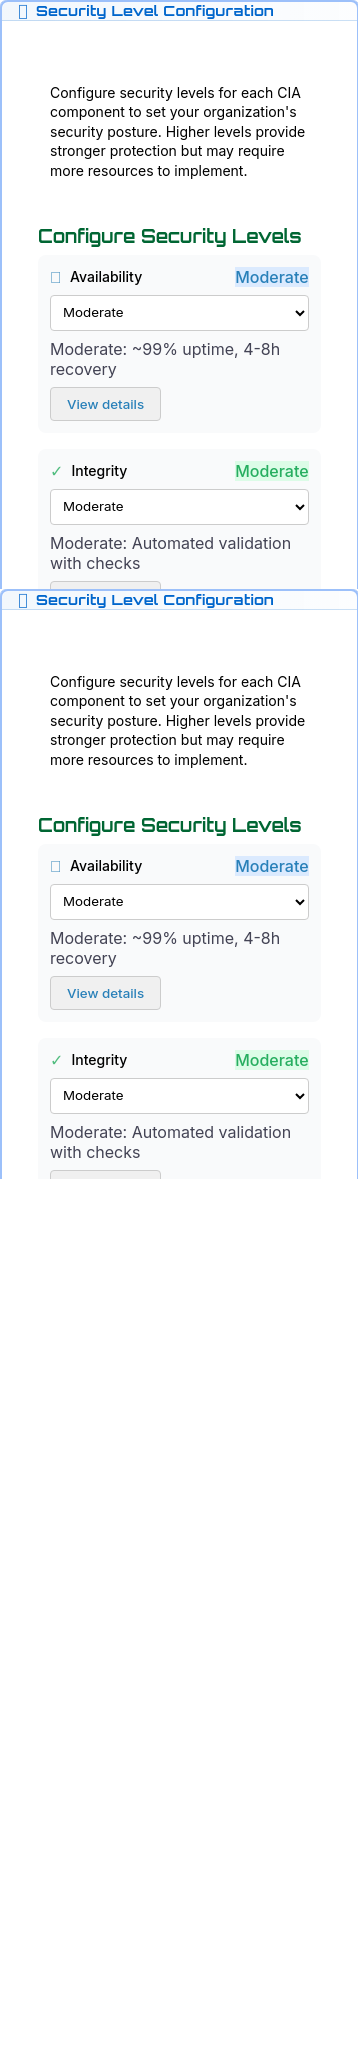 Security Level Configuration
Configure security levels for each CIA
component to set your organization's
security posture. Higher levels provide
stronger protection but may require
more resources to implement.
Configure Security Levels
Availability Moderate
Moderate
Moderate: ~99% uptime, 4-8h
recovery
View details
✓ Integrity Moderate
Moderate
Moderate: Automated validation
with checks
Security Level Configuration
Configure security levels for each CIA
component to set your organization's
security posture. Higher levels provide
stronger protection but may require
more resources to implement.
Configure Security Levels
Availability Moderate
Moderate
Moderate: ~99% uptime, 4-8h
recovery
View details
✓ Integrity Moderate
Moderate
Moderate: Automated validation
with checks